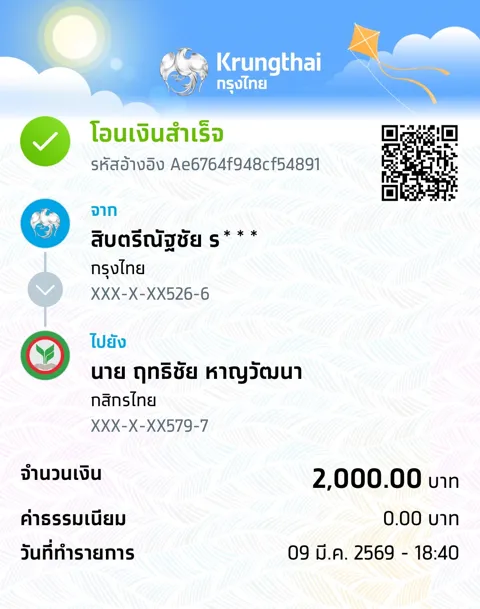 Krungthai
กรุงไทย
โอนเงินสำเร็จ
รหัสอ้างอิง Ae6764f948cf54891
จาก
สิบตรีณัฐชัย ร***
กรุงไทย
XXX-X-XX526-6
ไปยัง
นาย ฤทธิชัย หาญวัฒนา
กสิกรไทย
XXX-X-XX579-7
จำนวนเงิน 2,000.00 บาท
ค่าธรรมเนียม 0.00 บาท
วันที่ทำรายการ 09 มี.ค. 2569 - 18:40